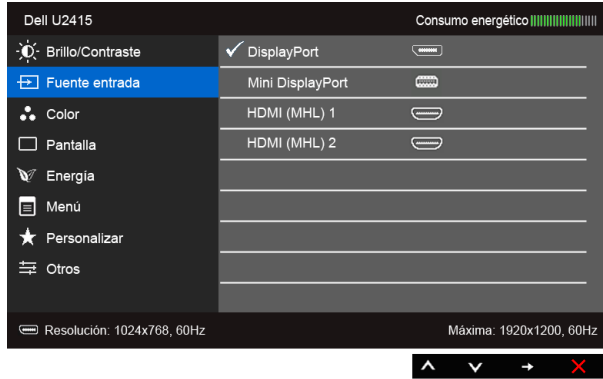 Dell U2415 Consumo energético
Brillo/Contraste DisplayPort
Fuente entrada Mini DisplayPort
Color HDMI (MHL) 1
Pantalla HDMI (MHL) 2
Energía
Menú
Personalizar
Otros
Resolución: 1024x768, 60Hz Máxima: 1920x1200, 60Hz